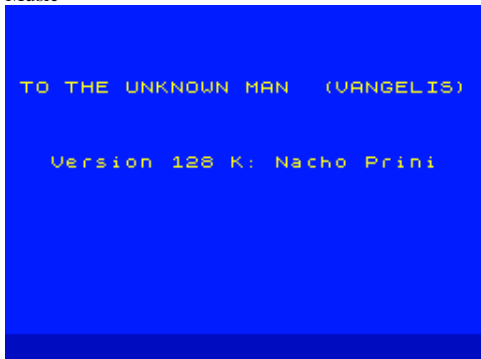 TO THE UNKNOWN MAN (VANGELIS)
Version 128 K: Nacho Prini